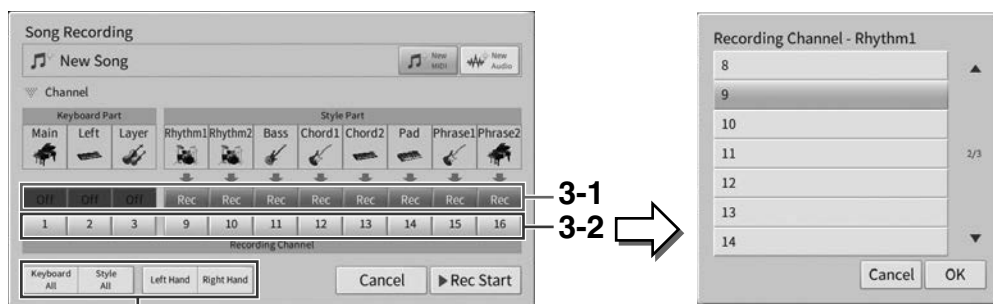 Song Recording
New Song
New MIDI
New Audio
Channel
Keyboard Part
Style Part
Main Left Layer Rhythm1 Rhythm2 Bass Chord1 Chord2 Pad Phrase1 Phrase2
Off Off Off Rec Rec Rec Rec Rec Rec Rec Rec
1 2 3 9 10 11 12 13 14 15 16
Recording Channel
Keyboard All
Style All
Left Hand Right Hand Cancel Rec Start
3-1
3-2
Recording Channel - Rhythm1
8
9
10
11
2/3
12
13
14
Cancel OK